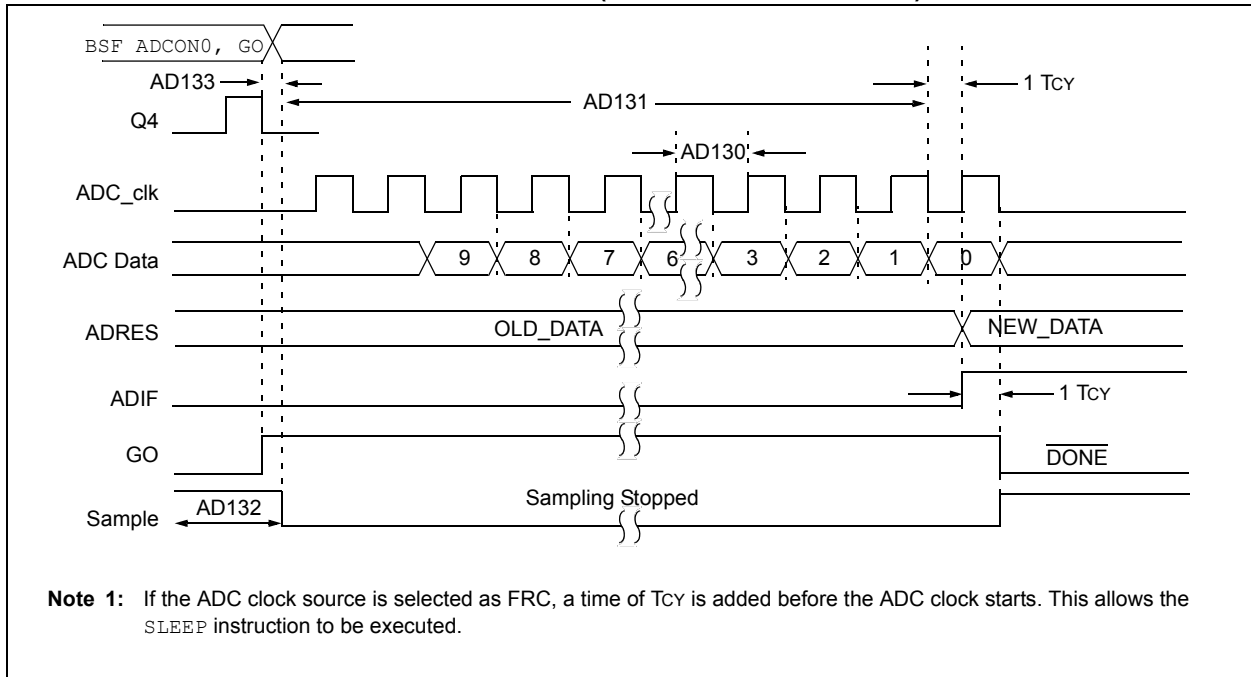 BSF ADCON0, GO
AD133
1 TCY
AD131
Q4
AD130
ADC_clk
ADC Data
9 8 7 6 3 2 1 0
ADRES
OLD_DATA
NEW_DATA
ADIF
1 TCY
GO
DONE
Sampling Stopped
AD132
Sample
Note 1: If the ADC clock source is selected as FRC, a time of TCY is added before the ADC clock starts. This allows the
SLEEP instruction to be executed.